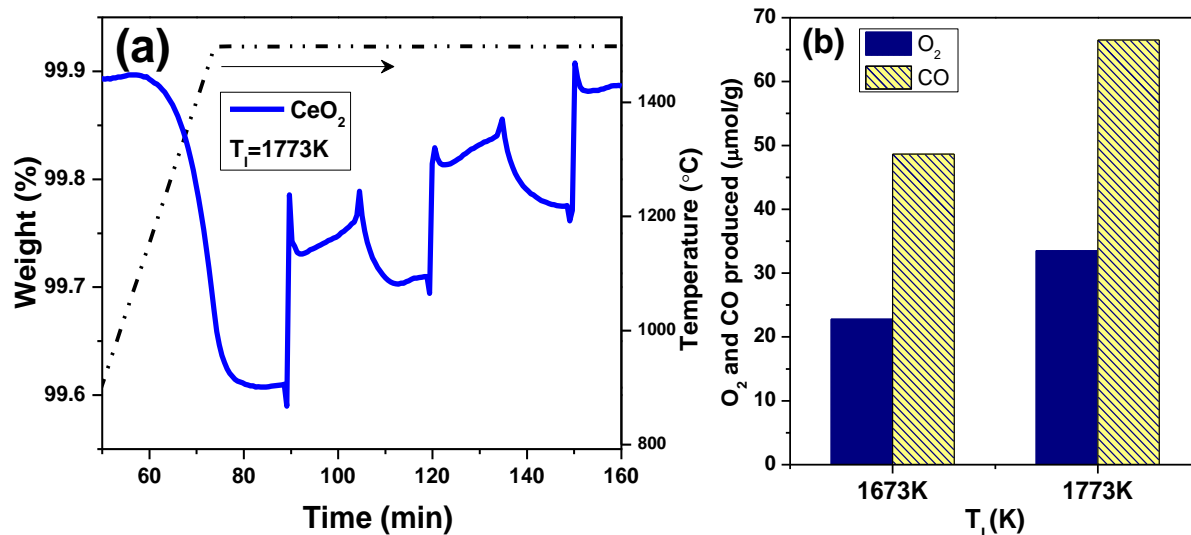 (a)
CeO₂
T_I=1773K
99.9
99.8
99.7
99.6
Weight (%)
60
80
100
120
140
160
Time (min)
1400
1200
1000
800
Temperature (°C)
(b)
O₂
CO
70
60
50
40
30
20
10
0
O₂ and CO produced (μmol/g)
1673K
1773K
T_I (K)